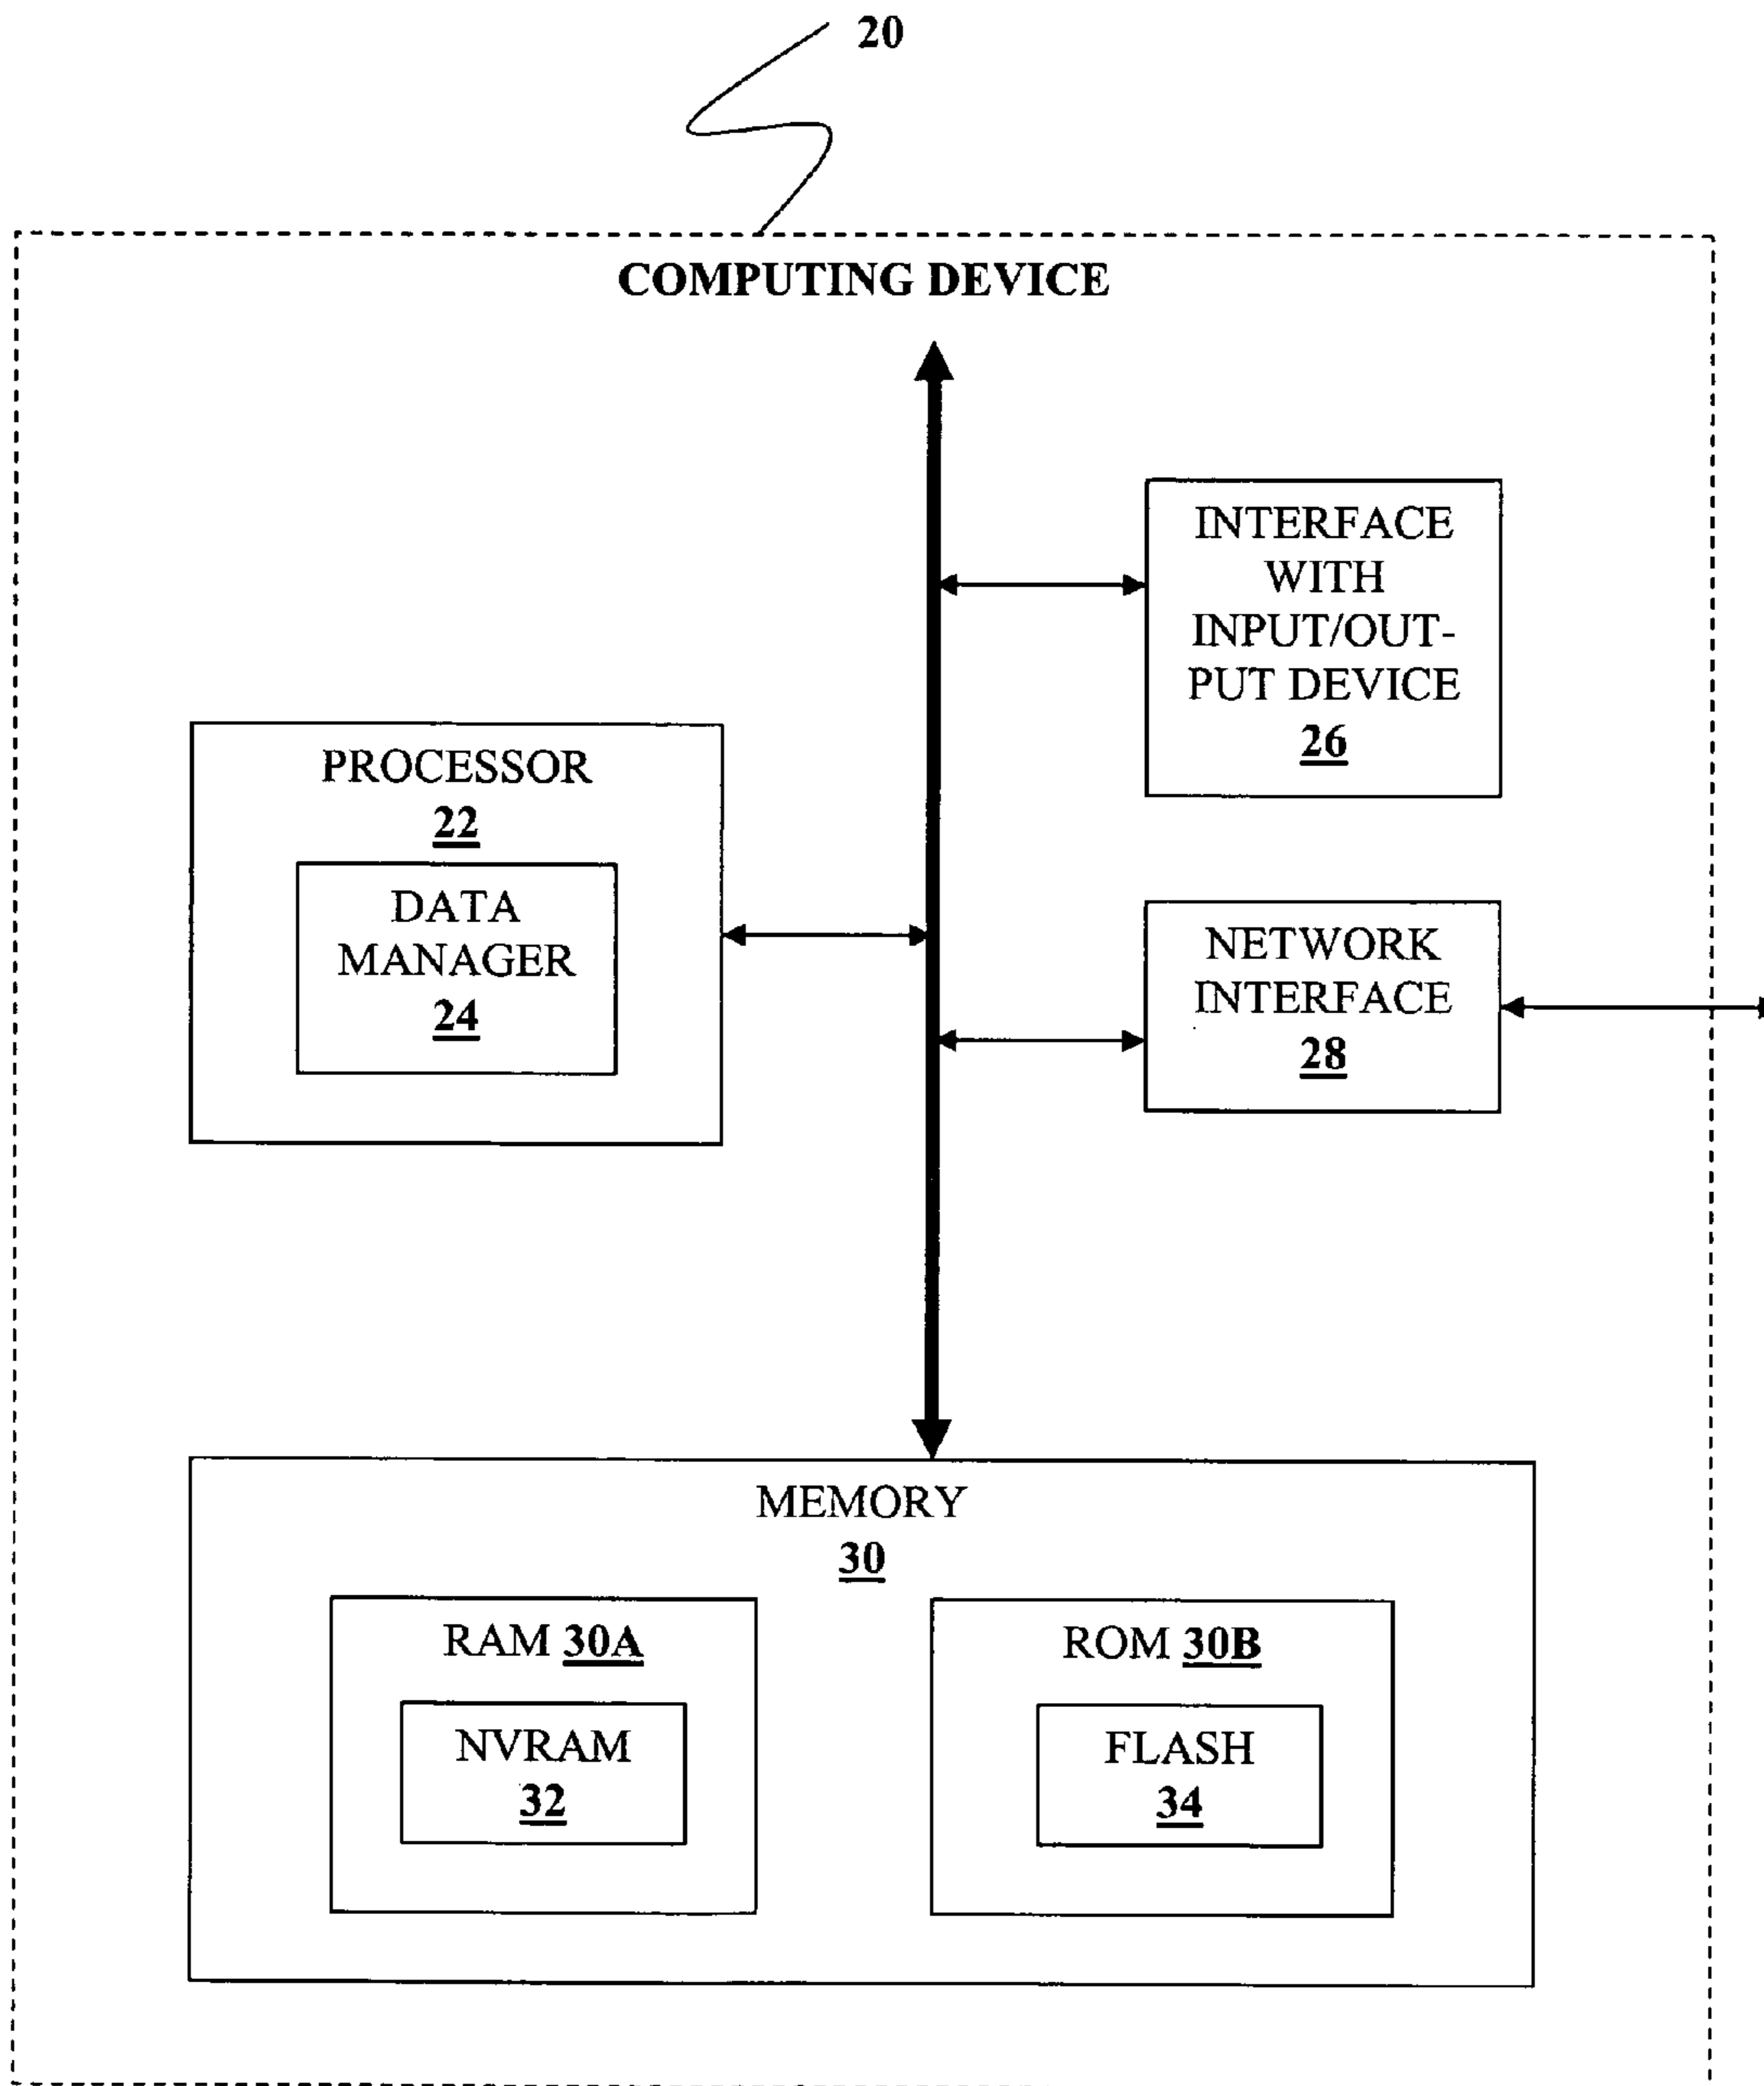 20
COMPUTING DEVICE
INTERFACE
WITH
INPUT/OUT-
PUT DEVICE
26
PROCESSOR
22
DATA
MANAGER
24
NETWORK
INTERFACE
28
MEMORY
30
RAM 30A
NVRAM
32
ROM 30B
FLASH
34